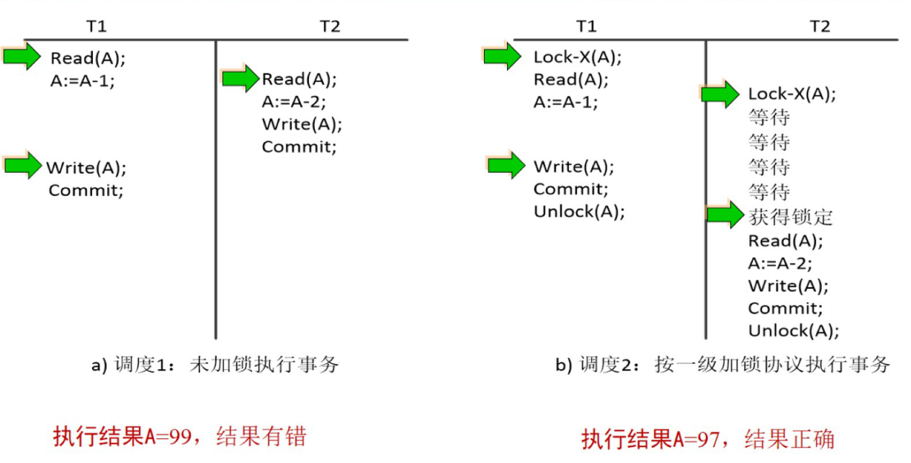 T1
T2
Read(A);
A:=A-1;
Read(A);
A:=A-2;
Write(A);
Commit;
Write(A);
Commit;
a) 调度1：未加锁执行事务
执行结果A=99，结果有错
T1
T2
Lock-X(A);
Read(A);
A:=A-1;
Lock-X(A);
等待
等待
等待
等待
Write(A);
Commit;
Unlock(A);
获得锁定
Read(A);
A:=A-2;
Write(A);
Commit;
Unlock(A);
b) 调度2：按一级加锁协议执行事务
执行结果A=97，结果正确